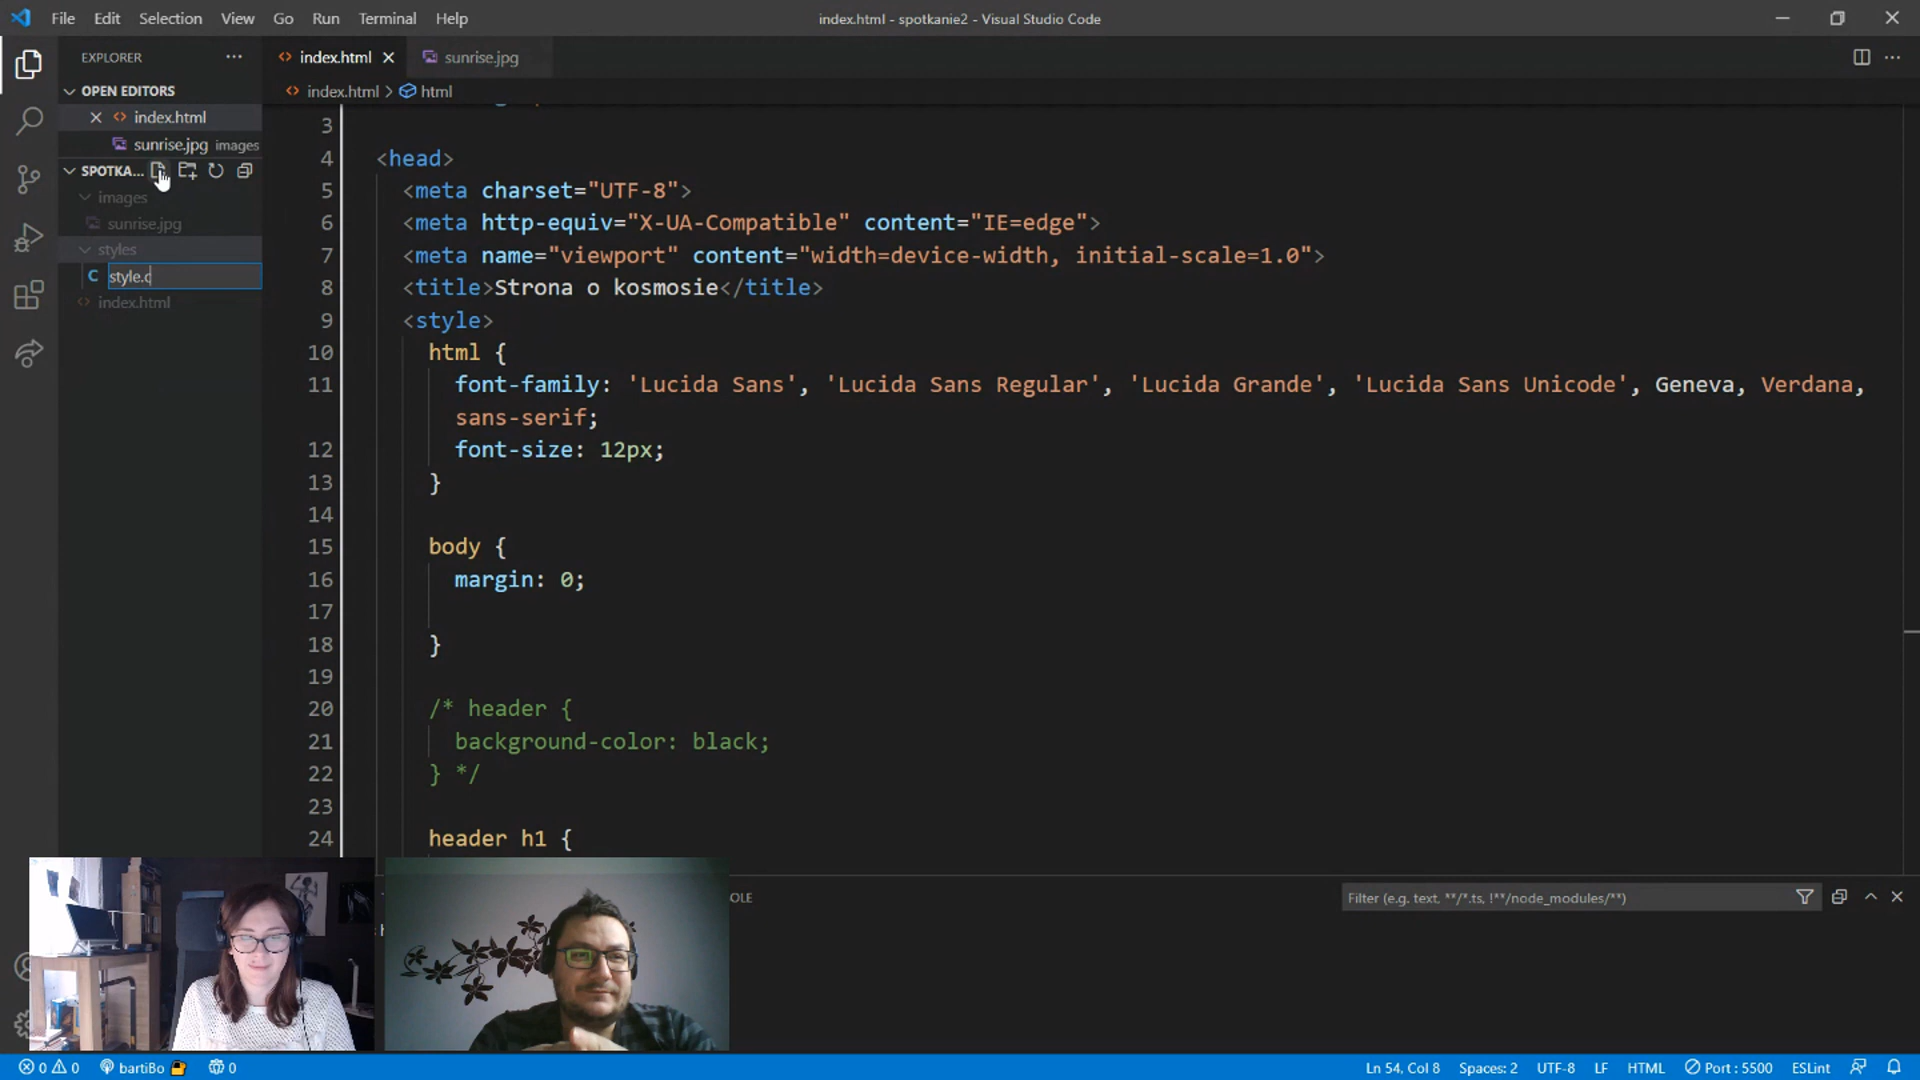 File Edit Selection View Go Run Terminal Help
index.html - spotkanie2 - Visual Studio Code
EXPLORER
OPEN EDITORS
index.html
sunrise.jpg images
SPOTKA...
images
sunrise.jpg
styles
C style.c
index.html
index.html
sunrise.jpg
index.html > html
3
4 <head>
5 <meta charset="UTF-8">
6 <meta http-equiv="X-UA-Compatible" content="IE=edge">
7 <meta name="viewport" content="width=device-width, initial-scale=1.0">
8 <title>Strona o kosmosie</title>
9 <style>
10 html {
11 font-family: 'Lucida Sans', 'Lucida Sans Regular', 'Lucida Grande', 'Lucida Sans Unicode', Geneva, Verdana,
sans-serif;
12 font-size: 12px;
13 }
14
15 body {
16 margin: 0;
17
18 }
19
20 /* header {
21 background-color: black;
22 } */
23
24 header h1 {
OLE
Filter (e.g. text, **/*.ts, !**/node_modules/**)
0 0 bartiBo 0
Ln 54, Col 8 Spaces: 2 UTF-8 LF HTML Port : 5500 ESLint